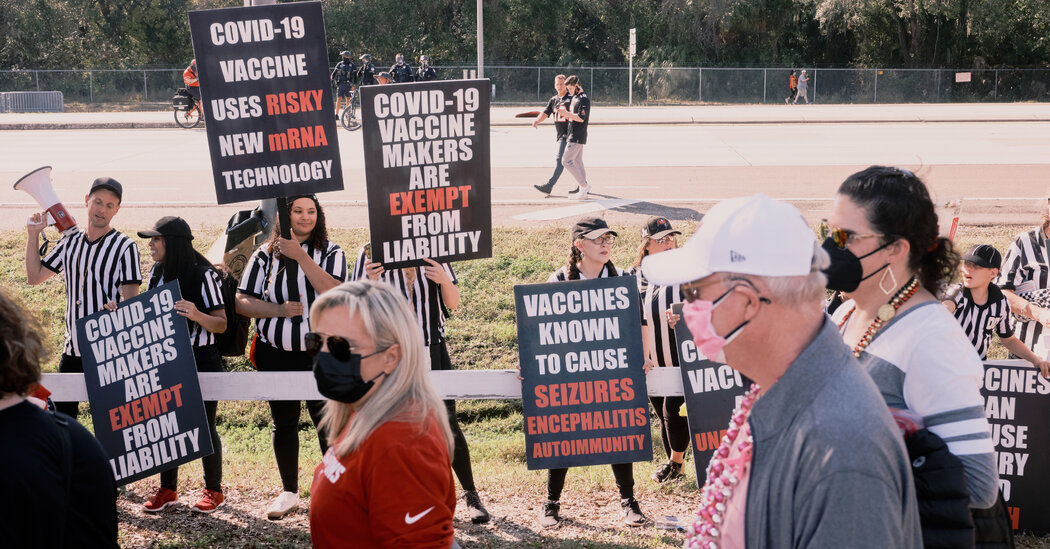 COVID-19
VACCINE
USES RISKY
NEW mRNA
TECHNOLOGY
COVID-19
VACCINE
MAKERS
ARE
EXEMPT
FROM
LIABILITY
COVID-19
VACCINE
MAKERS
ARE
EXEMPT
FROM
LIABILITY
VACCINES
KNOWN
TO CAUSE
SEIZURES
ENCEPHALITIS
AUTOIMMUNITY